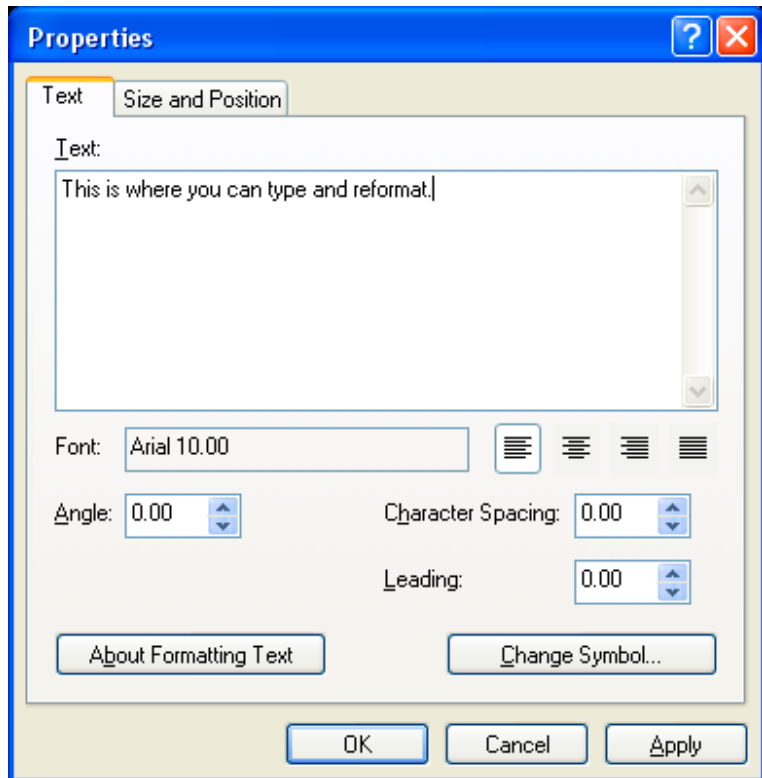 Properties
?
Text Size and Position
Text:
This is where you can type and reformat.
Font: Arial 10.00
Angle: 0.00 Character Spacing: 0.00
Leading: 0.00
About Formatting Text Change Symbol...
OK Cancel Apply